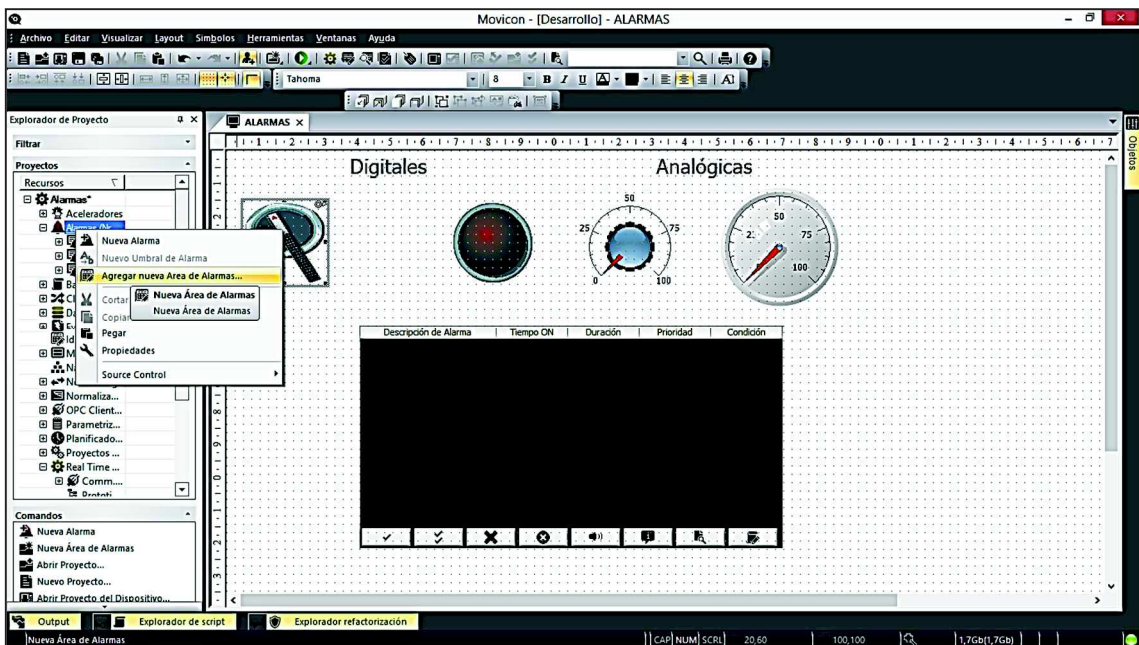 Movicon - [Desarrollo] - ALARMAS
Archivo Editar Visualizar Layout Simbolos Herramientas Ventanas Ayuda
Tahoma 8 B I U A
Explorador de Proyecto
ALARMAS
Filtrar
Proyectos
Recursos
Alarmas*
Aceleradores
Nueva Alarma
Nuevo Umbral de Alarma
Agregar nueva Area de Alarmas...
Cortar
Nueva Área de Alarmas
Nueva Área de Alarmas
Copiar
Pegar
Propiedades
Source Control
Normaliza...
OPC Client...
Parametriz...
Planificado...
Proyectos ...
Real Time ...
Comm....
Comandos
Nueva Alarma
Nueva Área de Alarmas
Abrir Proyecto...
Nuevo Proyecto...
Abrir Proyecto del Dispositivo...
Digitales
Analógicas
0 25 50 75 100
50 75 100
Descripción de Alarma Tiempo ON Duración Prioridad Condición
Objetos
Output Explorador de script Explorador refactorización
Nueva Área de Alarmas CAP NUM SCRL 20,60 100,100 1,7Gb(1,7Gb)